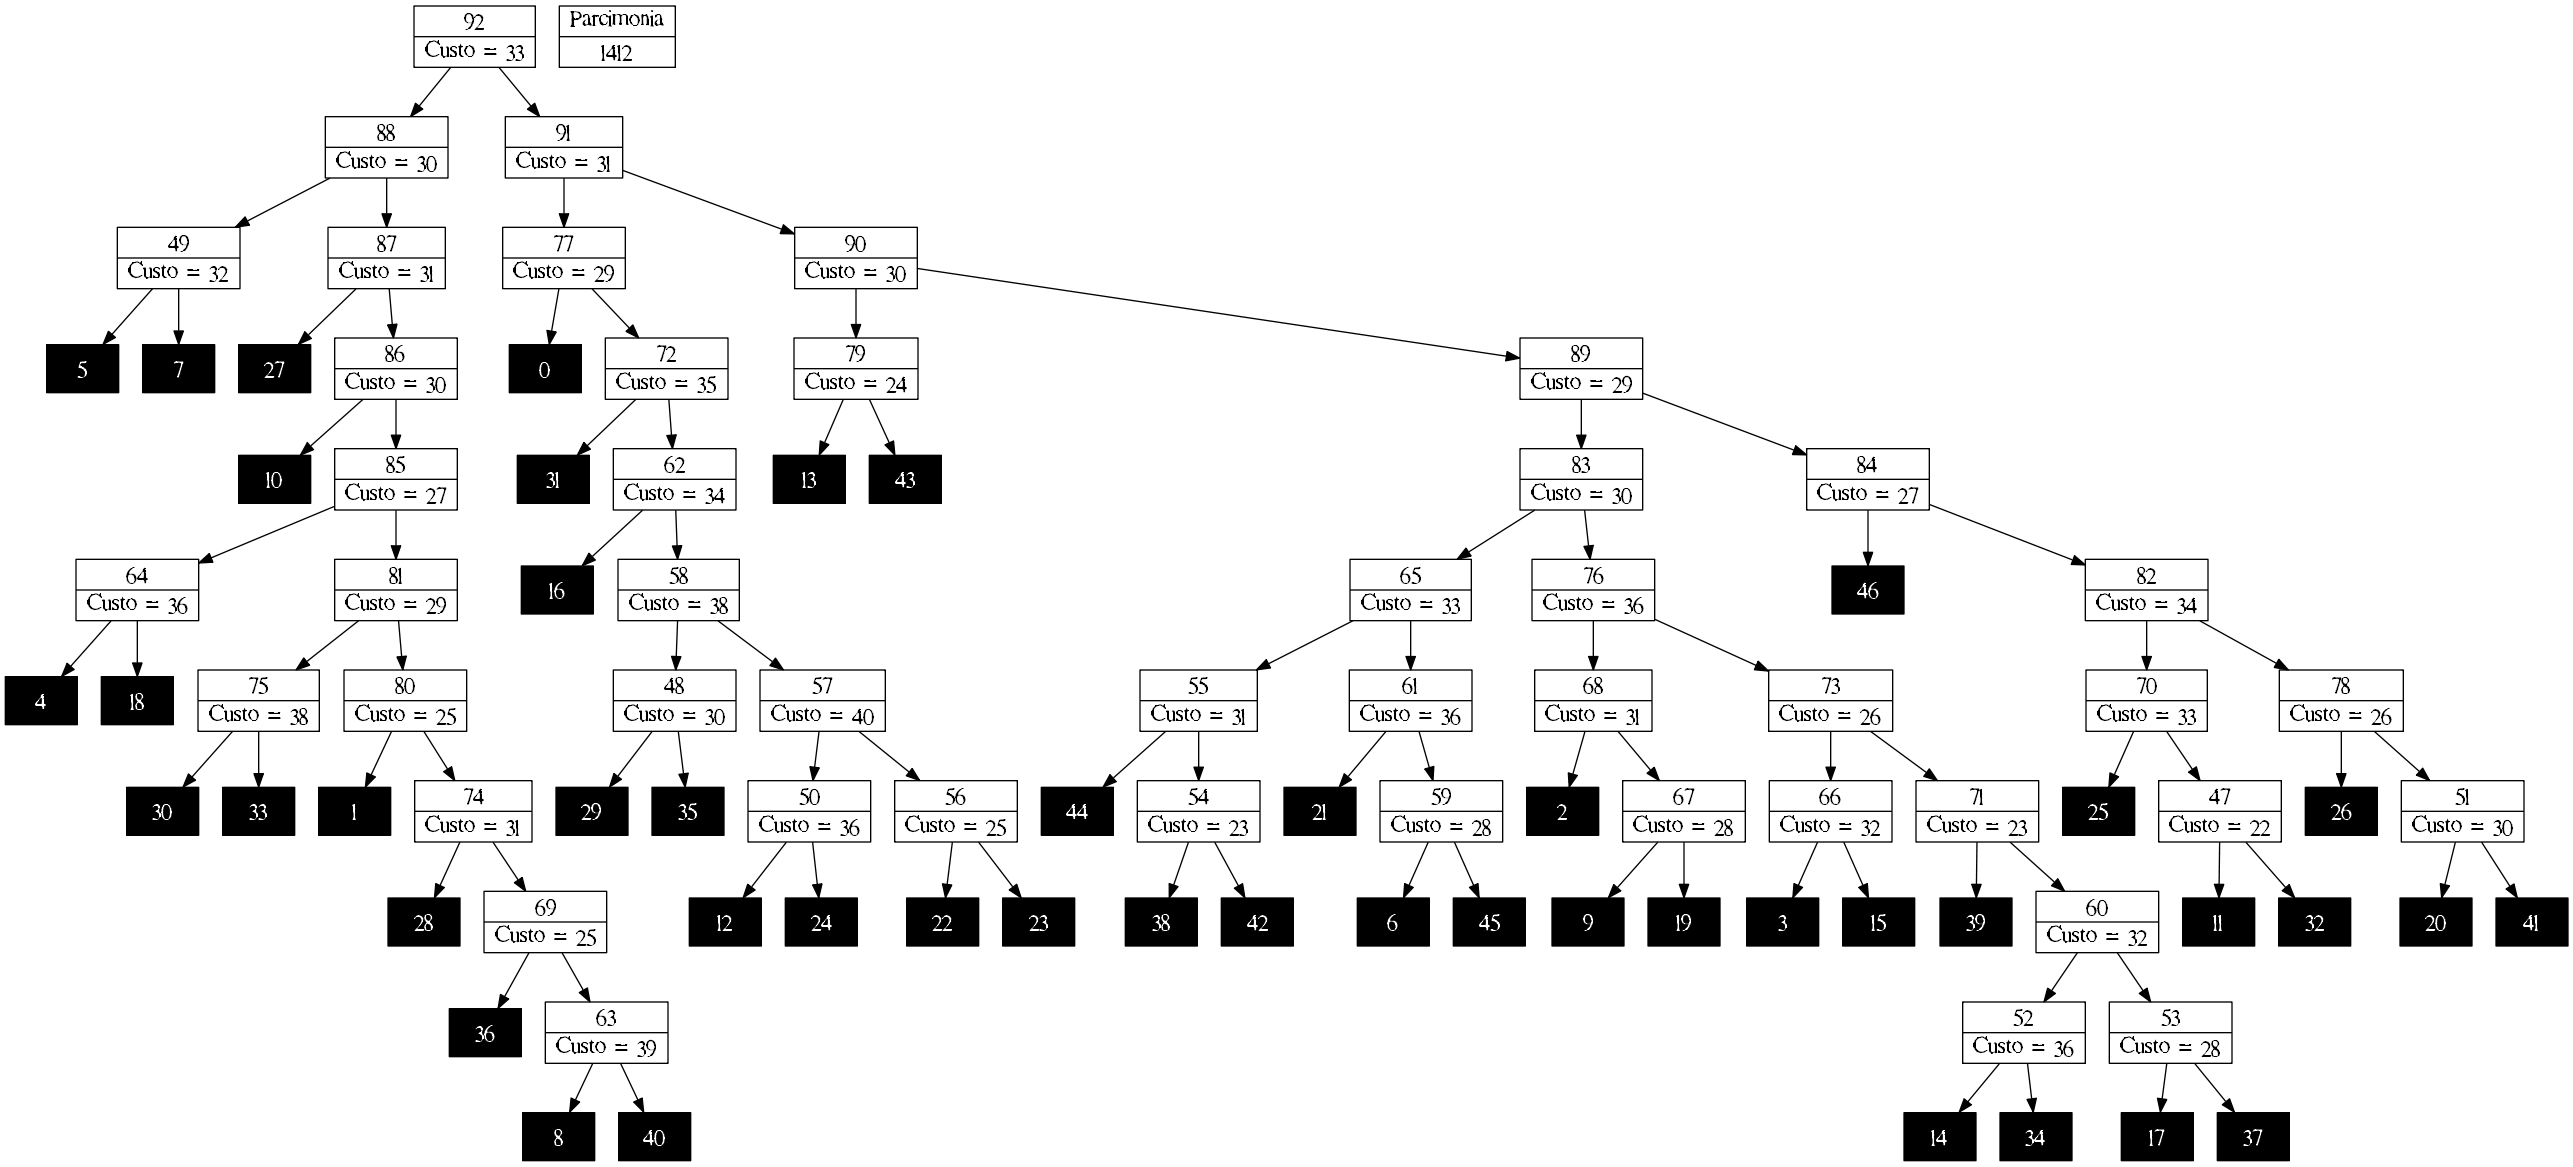 92
Custo = 33
Parcimonia
1412
88
Custo = 30
91
Custo = 31
49
Custo = 32
87
Custo = 31
77
Custo = 29
90
Custo = 30
5
7
27
86
Custo = 30
0
72
Custo = 35
79
Custo = 24
89
Custo = 29
10
85
Custo = 27
31
62
Custo = 34
13
43
83
Custo = 30
84
Custo = 27
64
Custo = 36
81
Custo = 29
16
58
Custo = 38
65
Custo = 33
76
Custo = 36
46
82
Custo = 34
4
18
75
Custo = 38
80
Custo = 25
48
Custo = 30
57
Custo = 40
55
Custo = 31
61
Custo = 36
68
Custo = 31
73
Custo = 26
70
Custo = 33
78
Custo = 26
30
33
1
74
Custo = 31
29
35
50
Custo = 36
56
Custo = 25
44
54
Custo = 23
21
59
Custo = 28
2
67
Custo = 28
66
Custo = 32
71
Custo = 23
25
47
Custo = 22
26
51
Custo = 30
28
69
Custo = 25
12
24
22
23
38
42
6
45
9
19
3
15
39
60
Custo = 32
11
32
20
41
36
63
Custo = 39
52
Custo = 36
53
Custo = 28
8
40
14
34
17
37